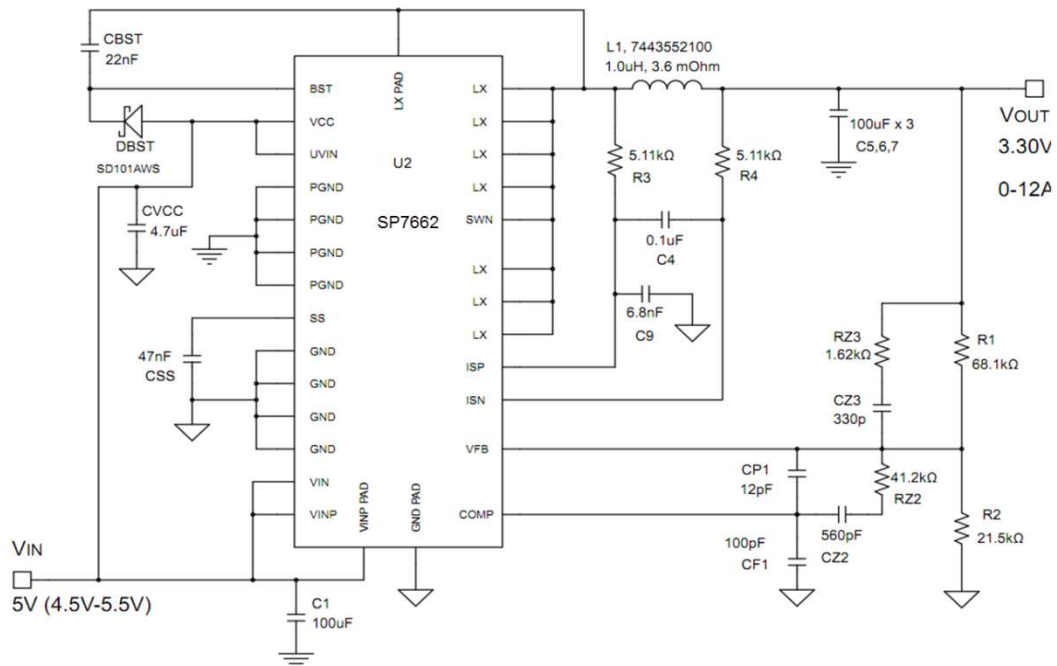 CBST
22nF
DBST
SD101AWS
CVCC
4.7uF
47nF
CSS
VIN
5V (4.5V-5.5V)
C1
100uF
BST
VCC
UVIN
PGND
PGND
PGND
PGND
SS
GND
GND
GND
GND
VIN
VINP
LX PAD
U2
SP7662
VINP PAD
GND PAD
LX
LX
LX
LX
SWN
LX
LX
LX
ISP
ISN
VFB
COMP
L1, 7443552100
1.0uH, 3.6 mOhm
5.11kΩ
R3
5.11kΩ
R4
0.1uF
C4
6.8nF
C9
100uF x 3
C5,6,7
VOUT
3.30V
0-12A
RZ3
1.62kΩ
CZ3
330p
R1
68.1kΩ
CP1
12pF
41.2kΩ
RZ2
560pF
CZ2
100pF
CF1
R2
21.5kΩ